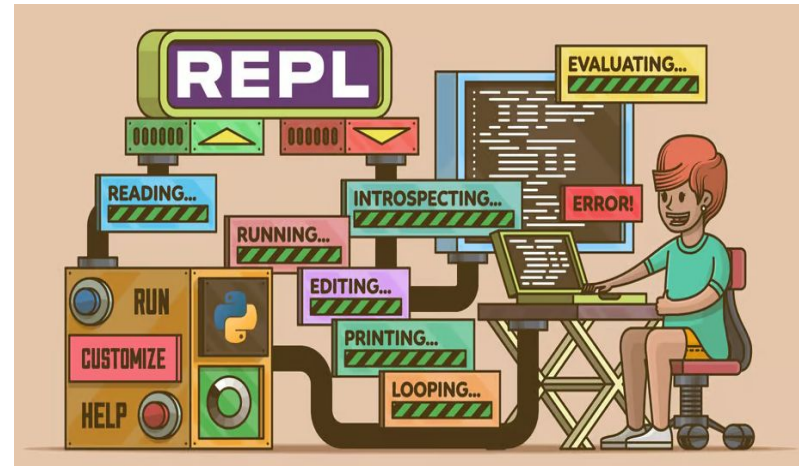 REPL
EVALUATING...
READING...
INTROSPECTING...
ERROR!
RUNNING...
EDITING...
RUN
PRINTING...
CUSTOMIZE
LOOPING...
HELP